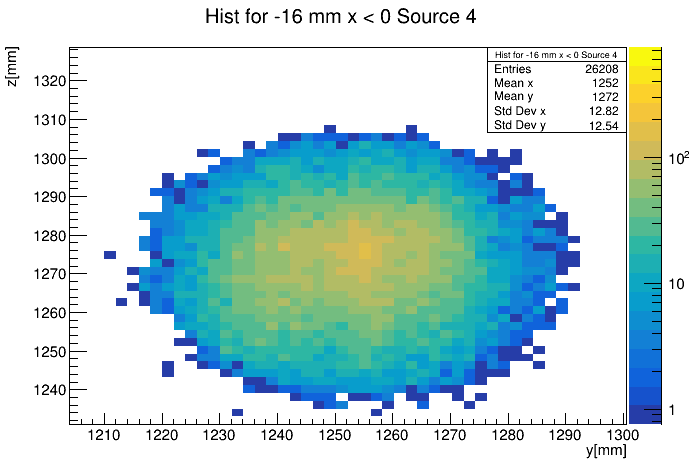 Hist for -16 mm x < 0 Source 4
z[mm]
Hist for -16 mm x < 0 Source 4
Entries 26208
Mean x 1252
Mean y 1272
Std Dev x 12.82
Std Dev y 12.54
1320
1310
1300
1290
1280
1270
1260
1250
1240
10²
10
1
1210 1220 1230 1240 1250 1260 1270 1280 1290 1300
y[mm]